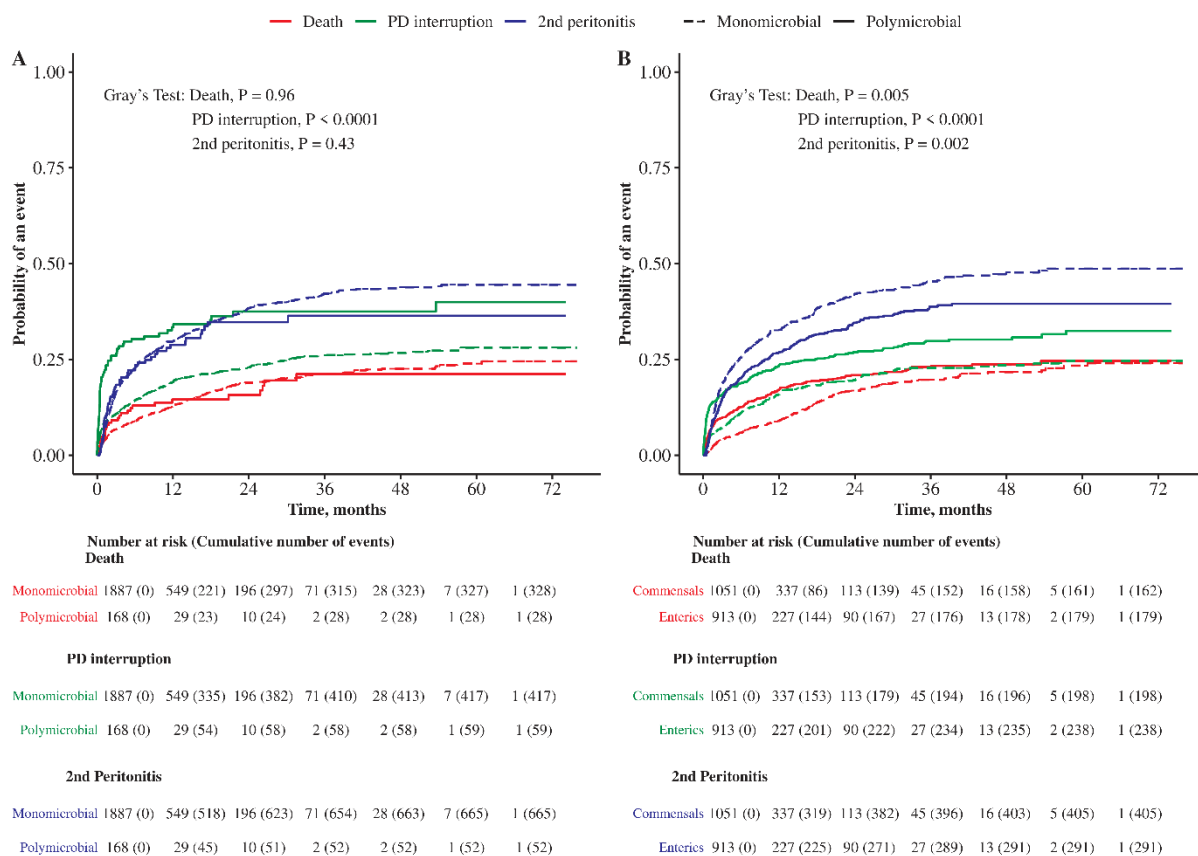 Death PD interruption 2nd peritonitis Monomicrobial Polymicrobial
A
1.00
Gray's Test: Death, P = 0.96
PD interruption, P < 0.0001
2nd peritonitis, P = 0.43
0.75
0.50
0.25
0.00
Probability of an event
0 12 24 36 48 60 72
Time, months
Number at risk (Cumulative number of events)
Death
Monomicrobial 1887 (0) 549 (221) 196 (297) 71 (315) 28 (323) 7 (327) 1 (328)
Polymicrobial 168 (0) 29 (23) 10 (24) 2 (28) 2 (28) 1 (28) 1 (28)
PD interruption
Monomicrobial 1887 (0) 549 (335) 196 (382) 71 (410) 28 (413) 7 (417) 1 (417)
Polymicrobial 168 (0) 29 (54) 10 (58) 2 (58) 2 (58) 1 (59) 1 (59)
2nd Peritonitis
Monomicrobial 1887 (0) 549 (518) 196 (623) 71 (654) 28 (663) 7 (665) 1 (665)
Polymicrobial 168 (0) 29 (45) 10 (51) 2 (52) 2 (52) 1 (52) 1 (52)
B
1.00
Gray's Test: Death, P = 0.005
PD interruption, P < 0.0001
2nd peritonitis, P = 0.002
0.75
0.50
0.25
0.00
Probability of an event
0 12 24 36 48 60 72
Time, months
Number at risk (Cumulative number of events)
Death
Commensals 1051 (0) 337 (86) 113 (139) 45 (152) 16 (158) 5 (161) 1 (162)
Enterics 913 (0) 227 (144) 90 (167) 27 (176) 13 (178) 2 (179) 1 (179)
PD interruption
Commensals 1051 (0) 337 (153) 113 (179) 45 (194) 16 (196) 5 (198) 1 (198)
Enterics 913 (0) 227 (201) 90 (222) 27 (234) 13 (235) 2 (238) 1 (238)
2nd Peritonitis
Commensals 1051 (0) 337 (319) 113 (382) 45 (396) 16 (403) 5 (405) 1 (405)
Enterics 913 (0) 227 (225) 90 (271) 27 (289) 13 (291) 2 (291) 1 (291)